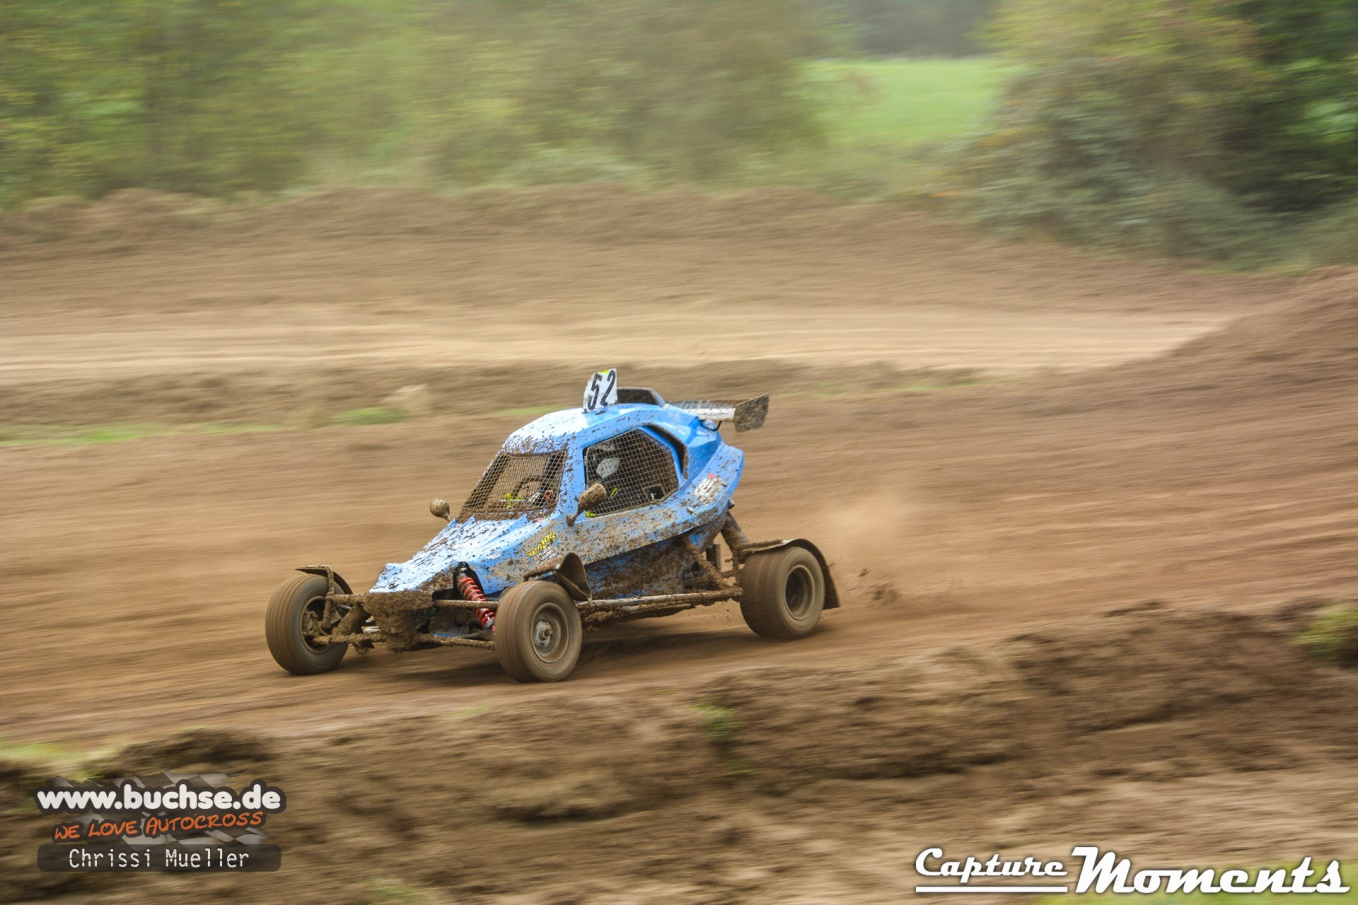 52
www.buchse.de
WE LOVE AUTOCROSS
Chrissi Mueller
Capture Moments